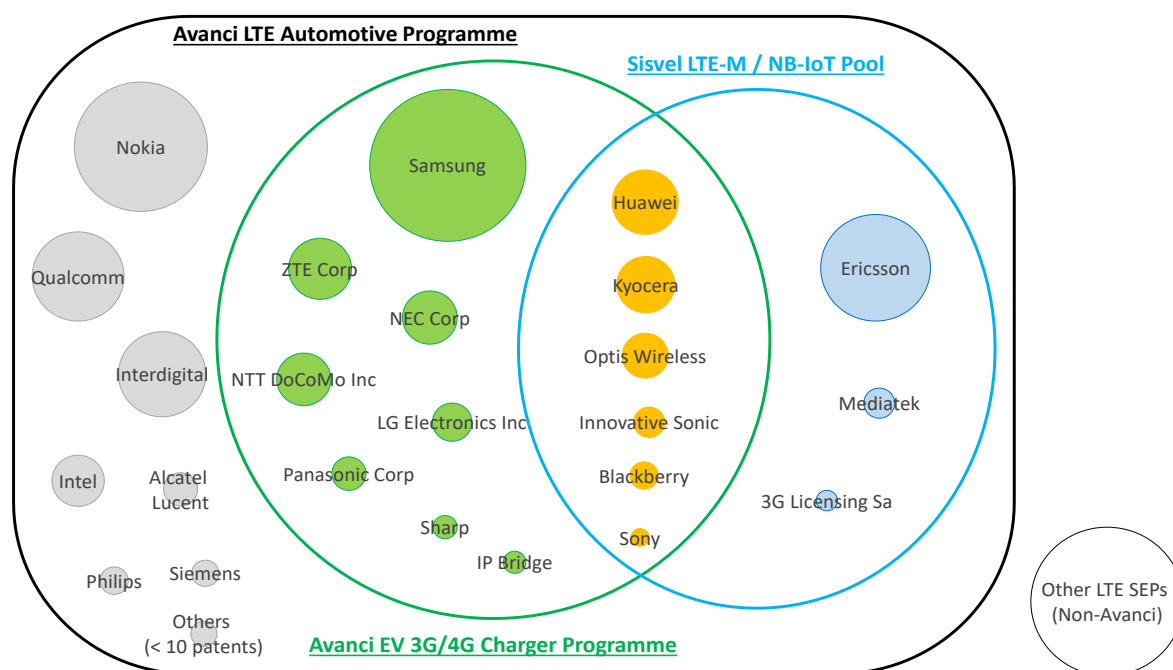 Avanci LTE Automotive Programme
Sisvel LTE-M / NB-IoT Pool
Nokia
Samsung
Huawei
Qualcomm
ZTE Corp
Kyocera
Ericsson
NEC Corp
Interdigital
NTT DoCoMo Inc
Optis Wireless
LG Electronics Inc
Innovative Sonic
Mediatek
Intel
Alcatel
Lucent
Panasonic Corp
Blackberry
3G Licensing Sa
Sharp
Sony
IP Bridge
Philips
Siemens
Others
(< 10 patents)
Avanci EV 3G/4G Charger Programme
Other LTE SEPs
(Non-Avanci)